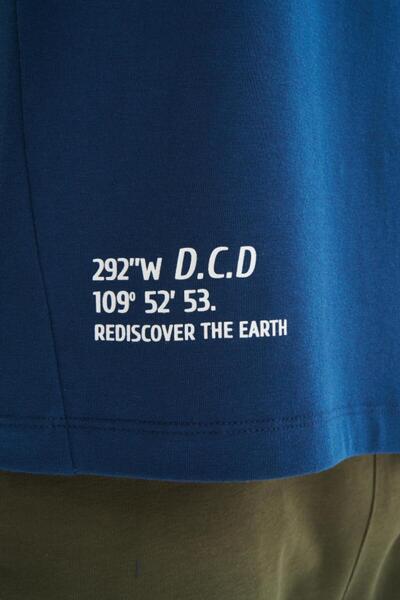 292"W D.C.D
109° 52' 53.
REDISCOVER THE EARTH